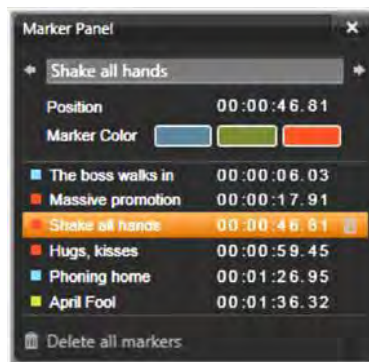 Marker Panel
Shake all hands
Position 00:00:46.81
Marker Color
The boss walks in 00:00:06.03
Massive promotion 00:00:17.91
Shake all hands 00:00:46.81
Hugs, kisses 00:00:59.45
Phoning home 00:01:26.95
April Fool 00:01:36.32
Delete all markers